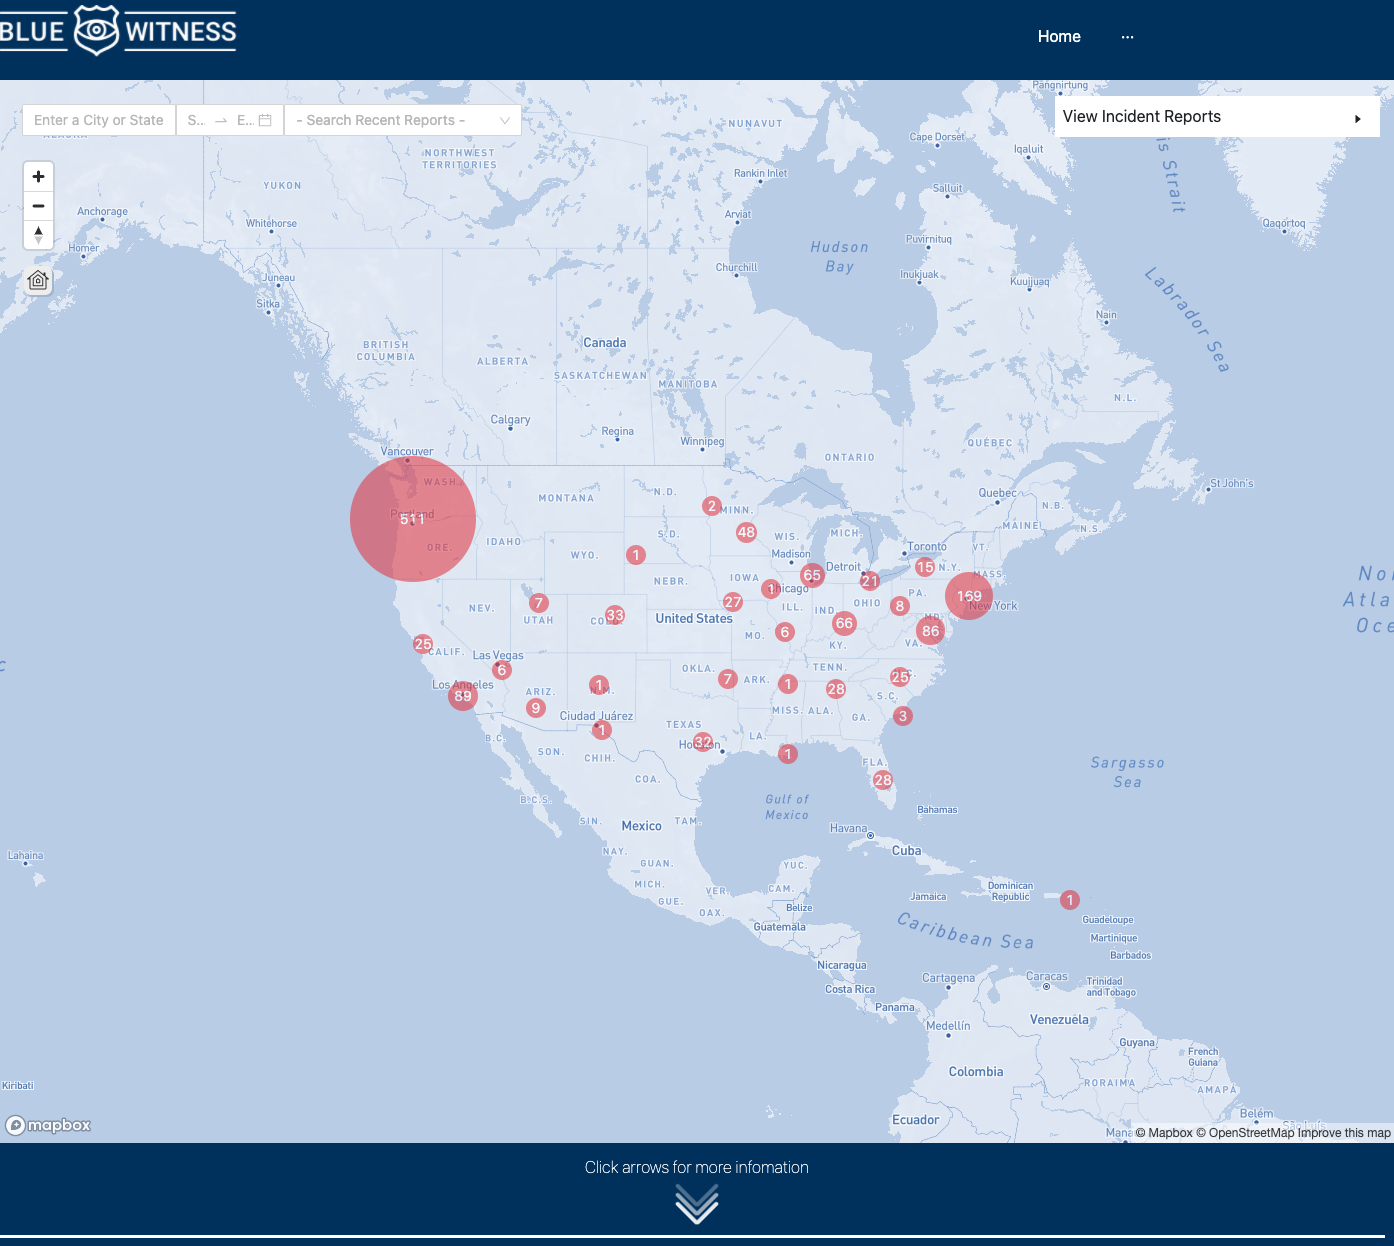 BLUE WITNESS
Home
...
Enter a City or State
S...
E...
- Search Recent Reports -
View Incident Reports
Pangnirtung
NUNAVUT
Cape Dorset
Iqaluit
NORTHWEST
TERRITORIES
Rankin Inlet
YUKON
Salluit
Anchorage
Arviat
Whitehorse
Qaqortoq
Puvirnituq
Homer
Hudson
Bay
Churchill
Inukjuak
Kuujjuaq
Juneau
Labrador Sea
Sitka
Nain
BRITISH
COLUMBIA
Canada
ALBERTA
SASKATCHEWAN
MANITOBA
N.L.
Calgary
Regina
Winnipeg
QUÉBEC
Vancouver
ONTARIO
WASH.
St John's
N.D.
MONTANA
Quebec
N.B.
2
MINN.
Portland
511
MAINE
N.S.
48
S.D.
WIS.
MICH.
ORE.
IDAHO
WYO.
1
Madison
Toronto
VT.
NEBR.
IOWA
65
Detroit
21
15
N.Y.
MASS.
1
Chicago
PA.
169
New York
NEV.
7
UTAH
33
United States
27
ILL.
IND.
OHIO
8
MO.
6
66
KY.
MD.
86
VA.
25
CALIF.
Las Vegas
6
OKLA.
7
ARK.
1
TENN.
28
25
S.C.
Los Angeles
89
ARIZ.
1
N.M.
9
Ciudad Juárez
1
TEXAS
MISS.
ALA.
GA.
3
LA.
B.C.
SON.
CHIH.
Houston
32
1
FLA.
28
COA.
B.C.S.
Gulf of
Mexico
Bahamas
SIN.
Mexico
TAM.
Havana
Cuba
Sargasso
Sea
Lahaina
NAY.
GUAN.
YUC.
MICH.
VER.
CAM.
GUE.
OAX.
Belize
Jamaica
Dominican
Republic
1
Guatemala
Caribbean Sea
Guadeloupe
Martinique
Barbados
Nicaragua
Costa Rica
Cartagena
Caracas
Trinidad
and Tobago
Panama
Medellín
Venezuela
Guyana
French
Guiana
Colombia
RORAIMA
AMAPÁ
Kiribati
Ecuador
Belém
mapbox
© Mapbox © OpenStreetMap Improve this map
Click arrows for more infomation